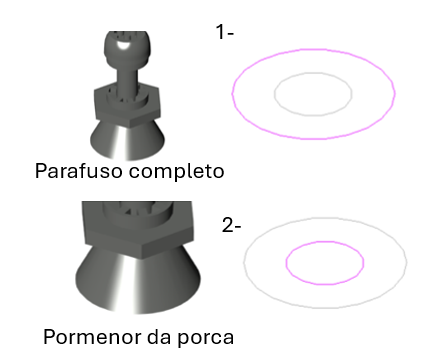 1-
Parafuso completo
2-
Pormenor da porca